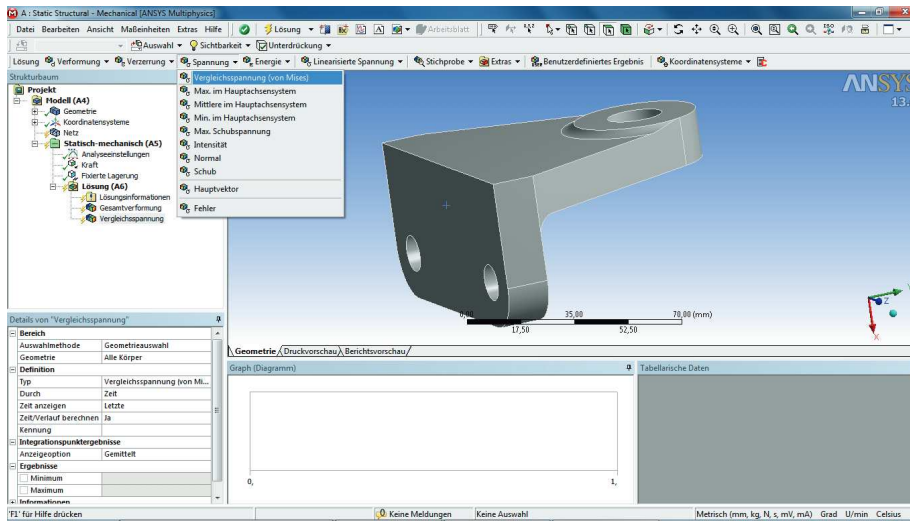 A : Static Structural - Mechanical [ANSYS Multiphysics]
Datei Bearbeiten Ansicht Maßeinheiten Extras Hilfe Lösung Arbeitsblatt
Auswahl Sichtbarkeit Unterdrückung
Lösung Verformung Verzerrung Spannung Energie Linearisierte Spannung Stichprobe Extras Benutzerdefiniertes Ergebnis Koordinatensysteme
Strukturbaum
Projekt
Modell (A4)
Geometrie
Koordinatensysteme
Netz
Statisch-mechanisch (A5)
Analyseeinstellungen
Kraft
Fixierte Lagerung
Lösung (A6)
Lösungsinformationen
Gesamtverformung
Vergleichsspannung
Vergleichsspannung (von Mises)
Max. im Hauptachsensystem
Mittlere im Hauptachsensystem
Min. im Hauptachsensystem
Max. Schubspannung
Intensität
Normal
Schub
Hauptvektor
Fehler
ANSYS
13.
0,00 35,00 70,00 (mm)
17,50 52,50
Y
Z
X
Geometrie Druckvorschau Berichtsvorschau
Details von "Vergleichsspannung"
Bereich
Auswahlmethode Geometrieauswahl
Geometrie Alle Körper
Definition
Typ Vergleichsspannung (von Mi...
Durch Zeit
Zeit anzeigen Letzte
Zeit/Verlauf berechnen Ja
Kennung
Integrationspunktergebnisse
Anzeigeoption Gemittelt
Ergebnisse
Minimum
Maximum
Informationen
Graph (Diagramm)
0, 1,
Tabellarische Daten
'F1' für Hilfe drücken 0 Keine Meldungen Keine Auswahl Metrisch (mm, kg, N, s, mV, mA) Grad U/min Celsius